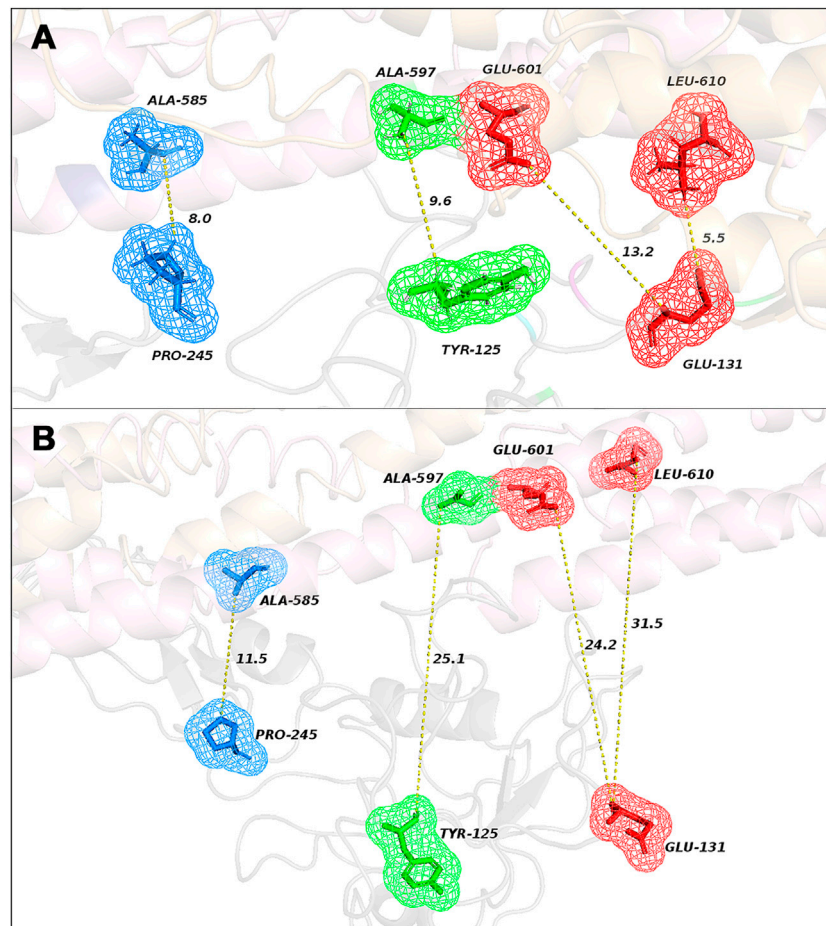 A
ALA-597
GLU-601
LEU-610
ALA-585
8.0
9.6
13.2
5.5
PRO-245
TYR-125
GLU-131
B
GLU-601
ALA-597
LEU-610
ALA-585
11.5
25.1
24.2
31.5
PRO-245
TYR-125
GLU-131